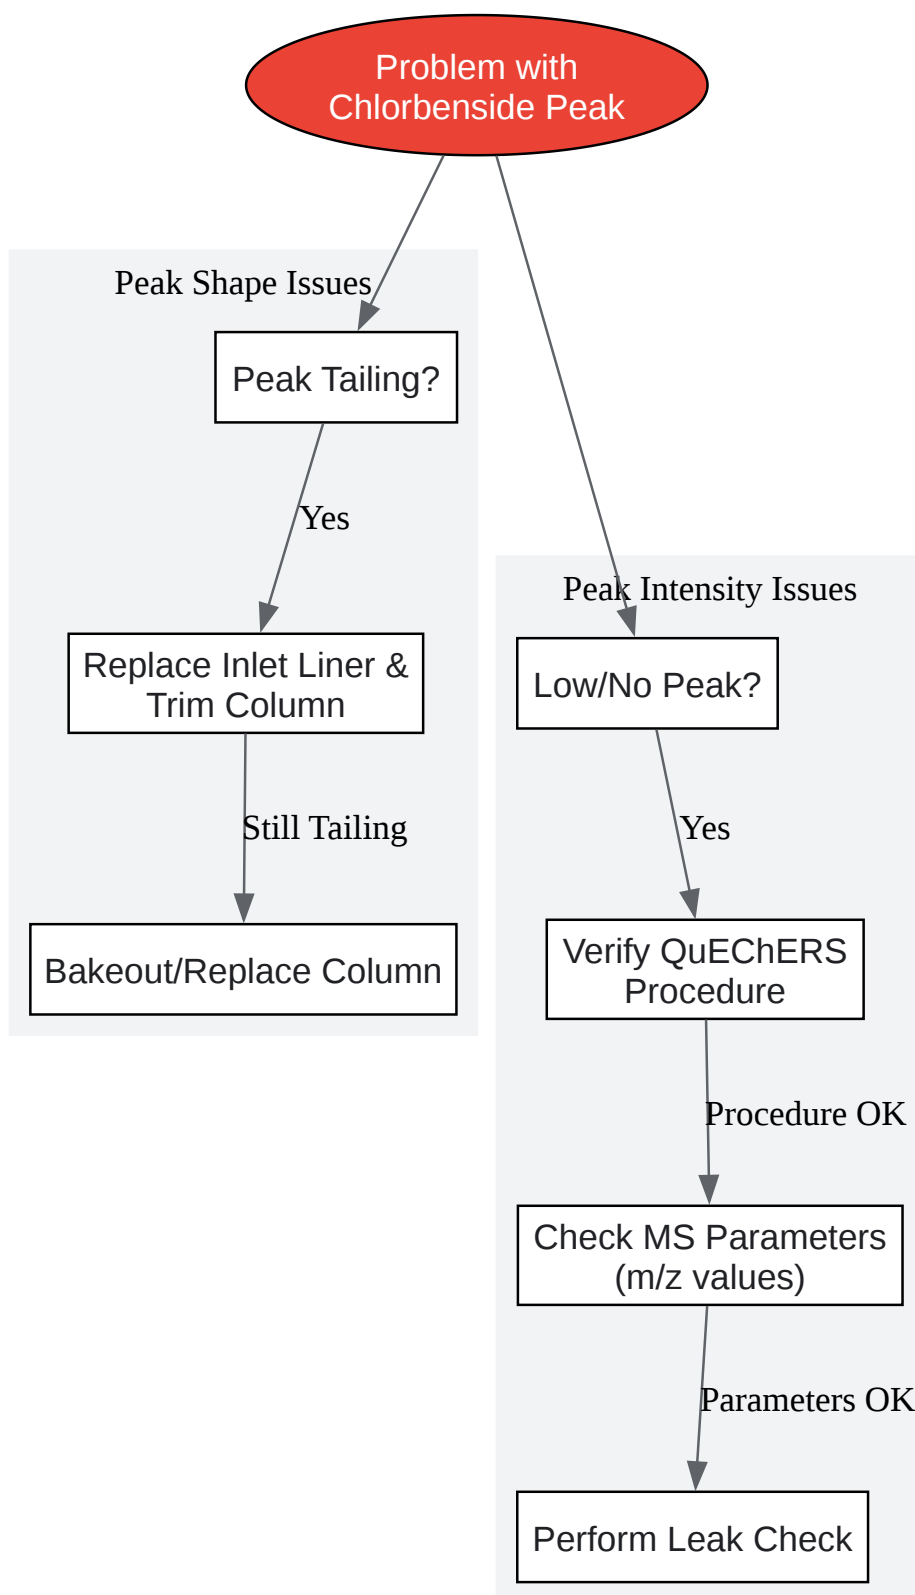 Problem with
Chlorbenside Peak
Peak Shape Issues
Peak Tailing?
Yes
Replace Inlet Liner &
Trim Column
Still Tailing
Bakeout/Replace Column
Peak Intensity Issues
Low/No Peak?
Yes
Verify QuEChERS
Procedure
Procedure OK
Check MS Parameters
(m/z values)
Parameters OK
Perform Leak Check